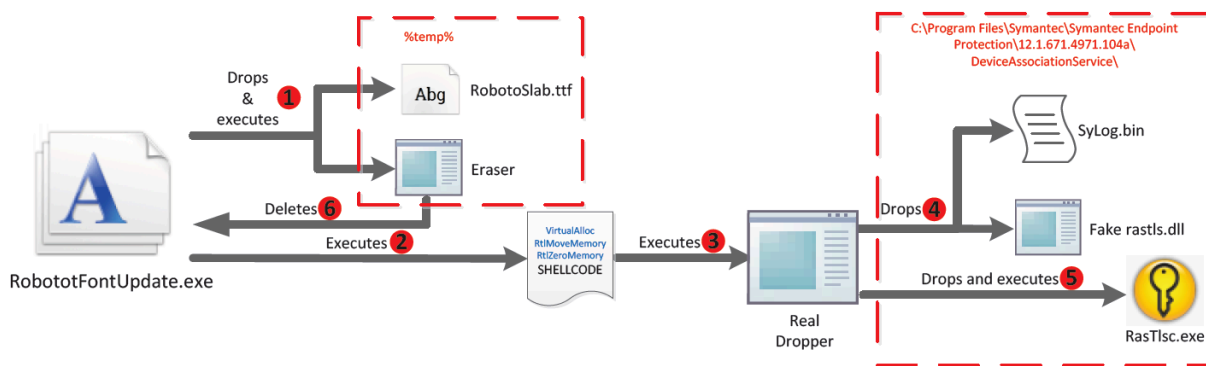 %temp%
Drops
&
executes
1
Abg
RobotoSlab.ttf
Eraser
Deletes 6
Executes 2
RobototFontUpdate.exe
VirtualAlloc
RtlMoveMemory
RtlZeroMemory
SHELLCODE
Executes 3
Real
Dropper
C:\Program Files\Symantec\Symantec Endpoint
Protection\12.1.671.4971.104a\
DeviceAssociationService\
SyLog.bin
Drops 4
Fake rastls.dll
Drops and executes 5
RasTlsc.exe
A